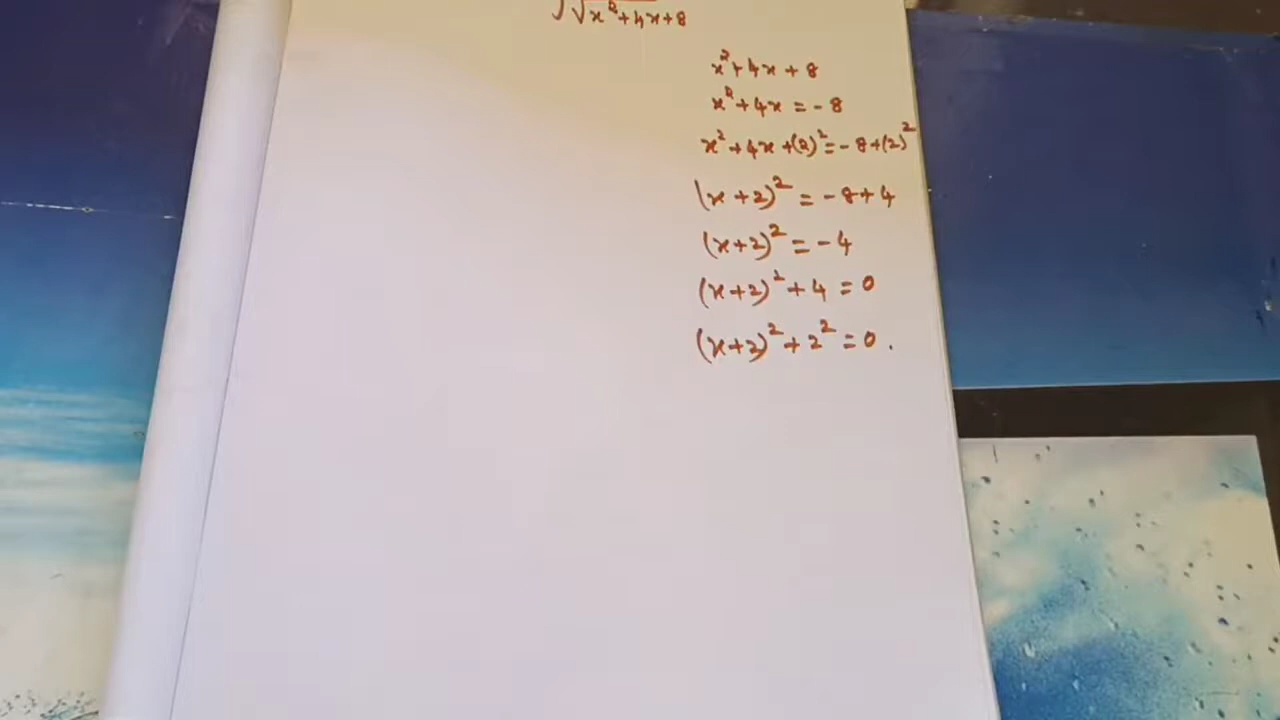 ∫ √x²+4x+8
x²+4x+8
x²+4x = -8
x²+4x+(2)² = -8+(2)²
(x+2)² = -8+4
(x+2)² = -4
(x+2)²+4 = 0
(x+2)²+2² = 0.